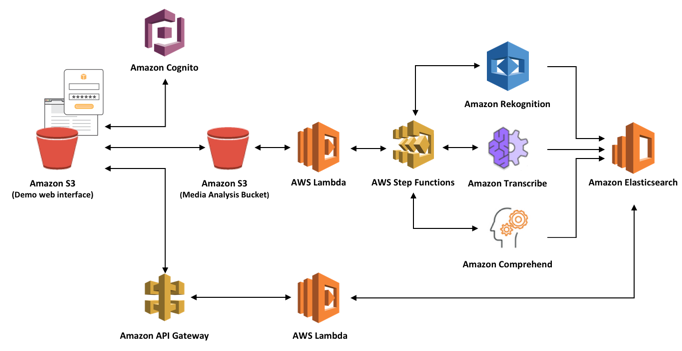 Amazon Cognito
Amazon Rekognition
Amazon S3
(Demo web interface)
Amazon S3
(Media Analysis Bucket)
AWS Lambda
AWS Step Functions
Amazon Transcribe
Amazon Elasticsearch
Amazon Comprehend
Amazon API Gateway
AWS Lambda